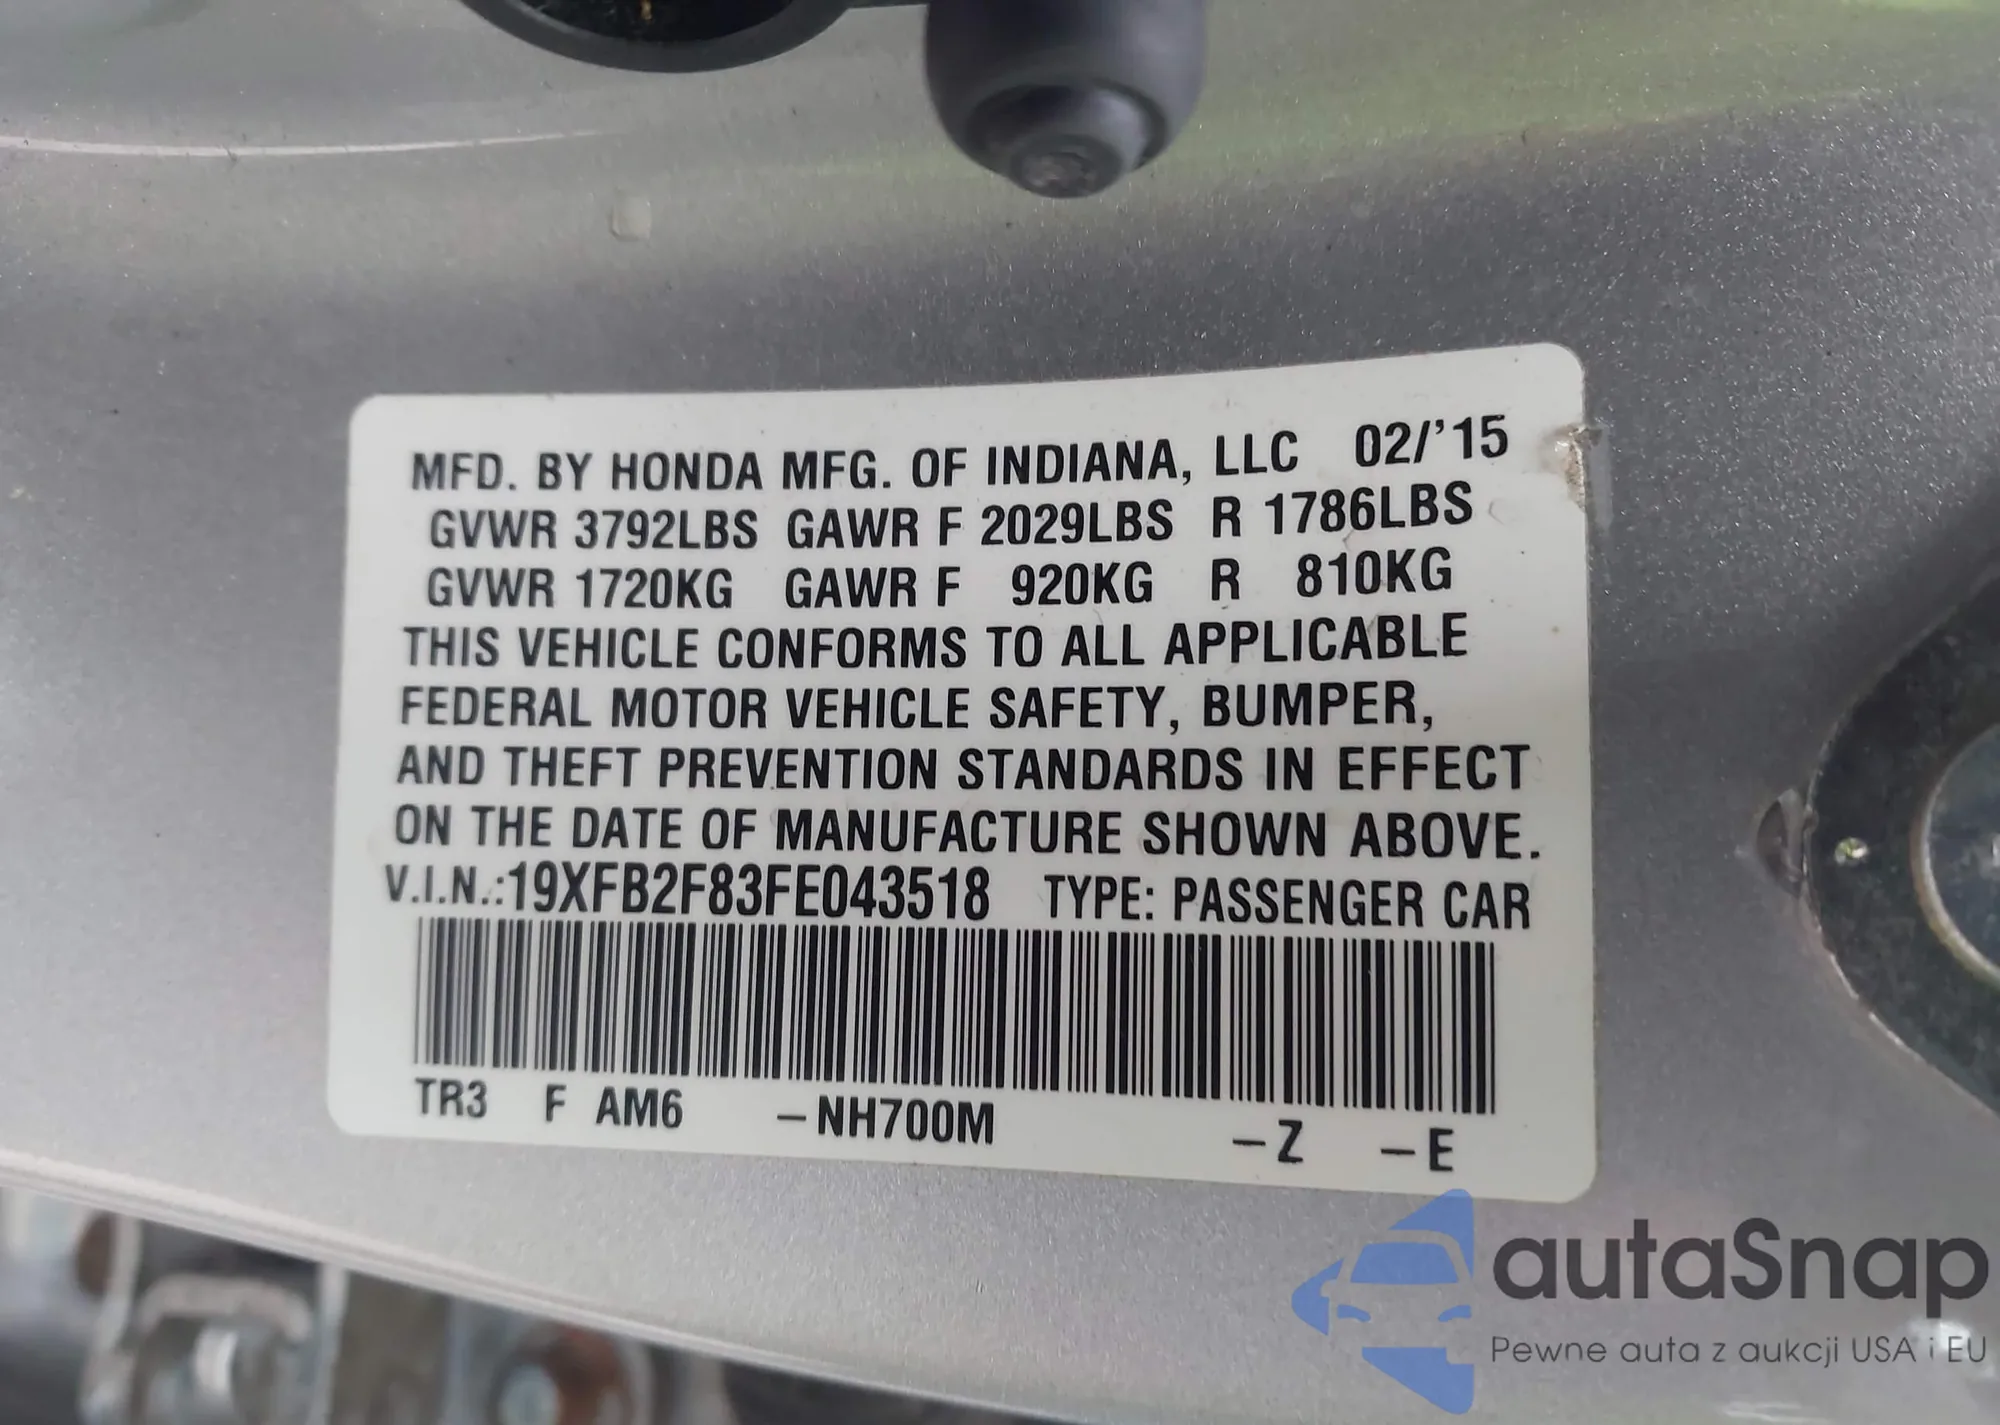 MFD. BY HONDA MFG. OF INDIANA, LLC 02/'15
GVWR 3792LBS GAWR F 2029LBS R 1786LBS
GVWR 1720KG GAWR F 920KG R 810KG
THIS VEHICLE CONFORMS TO ALL APPLICABLE
FEDERAL MOTOR VEHICLE SAFETY, BUMPER,
AND THEFT PREVENTION STANDARDS IN EFFECT
ON THE DATE OF MANUFACTURE SHOWN ABOVE.
V.I.N.:19XFB2F83FE043518 TYPE: PASSENGER CAR
TR3 F AM6 –NH700M –Z –E
autaSnap
Pewne auta z aukcji USA i EU